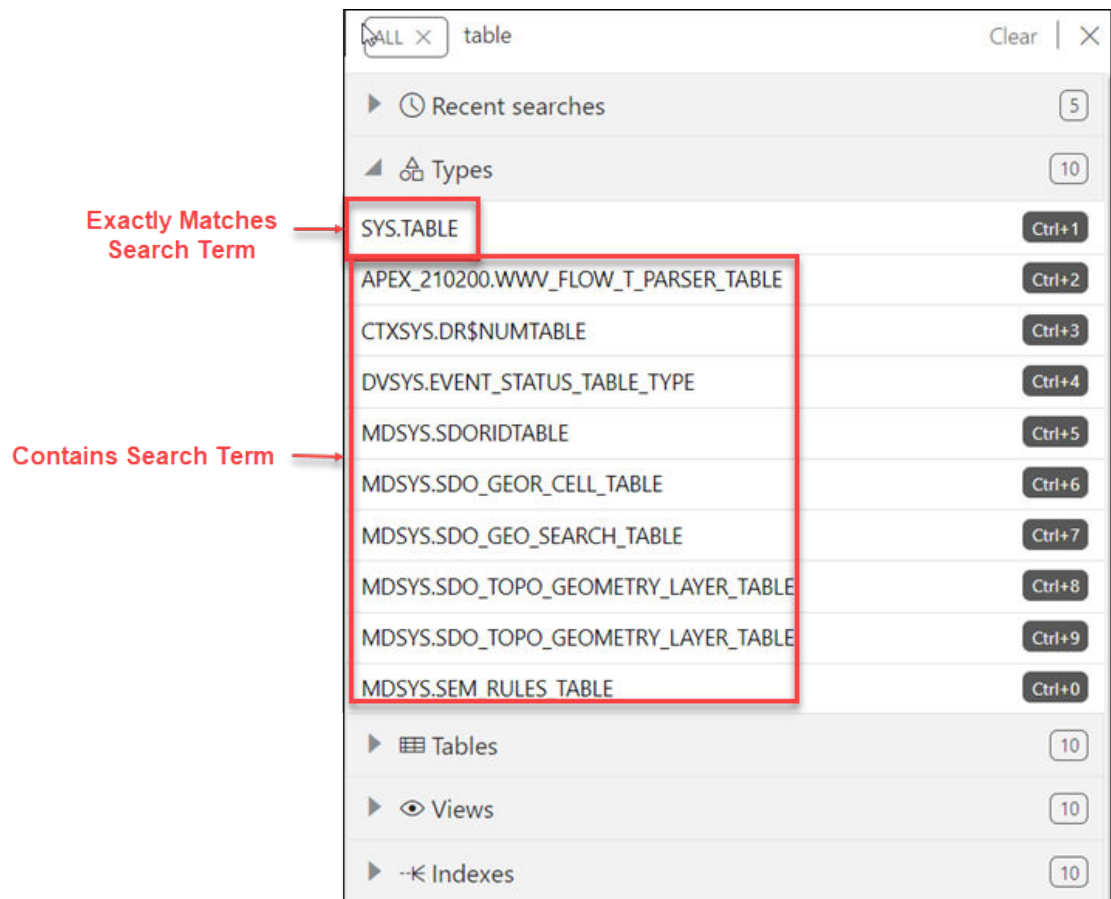 ALL × table Clear
Recent searches 5
Types 10
Exactly Matches
Search Term
SYS.TABLE Ctrl+1
APEX_210200.WWV_FLOW_T_PARSER_TABLE Ctrl+2
CTXSYS.DR$NUMTABLE Ctrl+3
DVSYS.EVENT_STATUS_TABLE_TYPE Ctrl+4
Contains Search Term
MDSYS.SDORIDTABLE Ctrl+5
MDSYS.SDO_GEOR_CELL_TABLE Ctrl+6
MDSYS.SDO_GEO_SEARCH_TABLE Ctrl+7
MDSYS.SDO_TOPO_GEOMETRY_LAYER_TABLE Ctrl+8
MDSYS.SDO_TOPO_GEOMETRY_LAYER_TABLE Ctrl+9
MDSYS.SEM_RULES_TABLE Ctrl+0
Tables 10
Views 10
Indexes 10